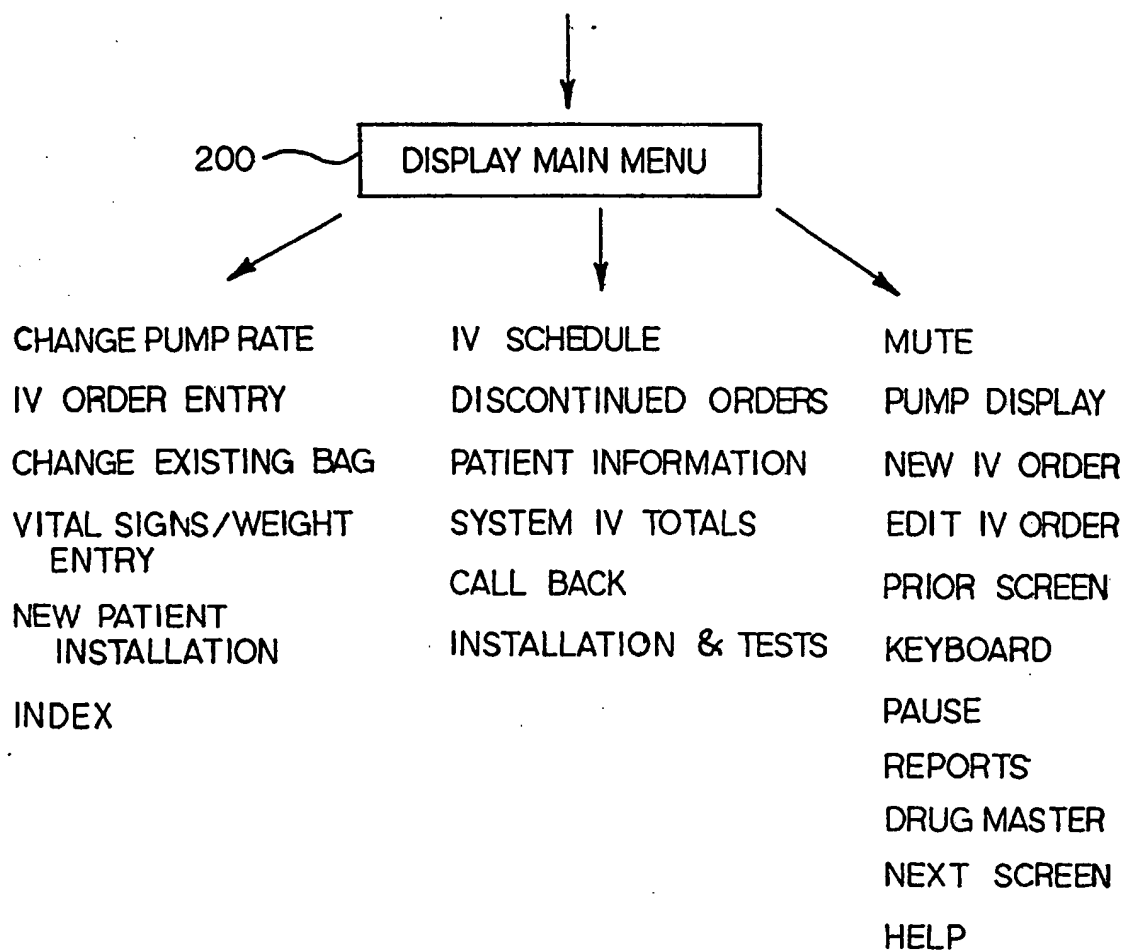 200
DISPLAY MAIN MENU
CHANGE PUMP RATE
IV ORDER ENTRY
CHANGE EXISTING BAG
VITAL SIGNS/WEIGHT
ENTRY
NEW PATIENT
INSTALLATION
INDEX
IV SCHEDULE
DISCONTINUED ORDERS
PATIENT INFORMATION
SYSTEM IV TOTALS
CALL BACK
INSTALLATION & TESTS
MUTE
PUMP DISPLAY
NEW IV ORDER
EDIT IV ORDER
PRIOR SCREEN
KEYBOARD
PAUSE
REPORTS
DRUG MASTER
NEXT SCREEN
HELP